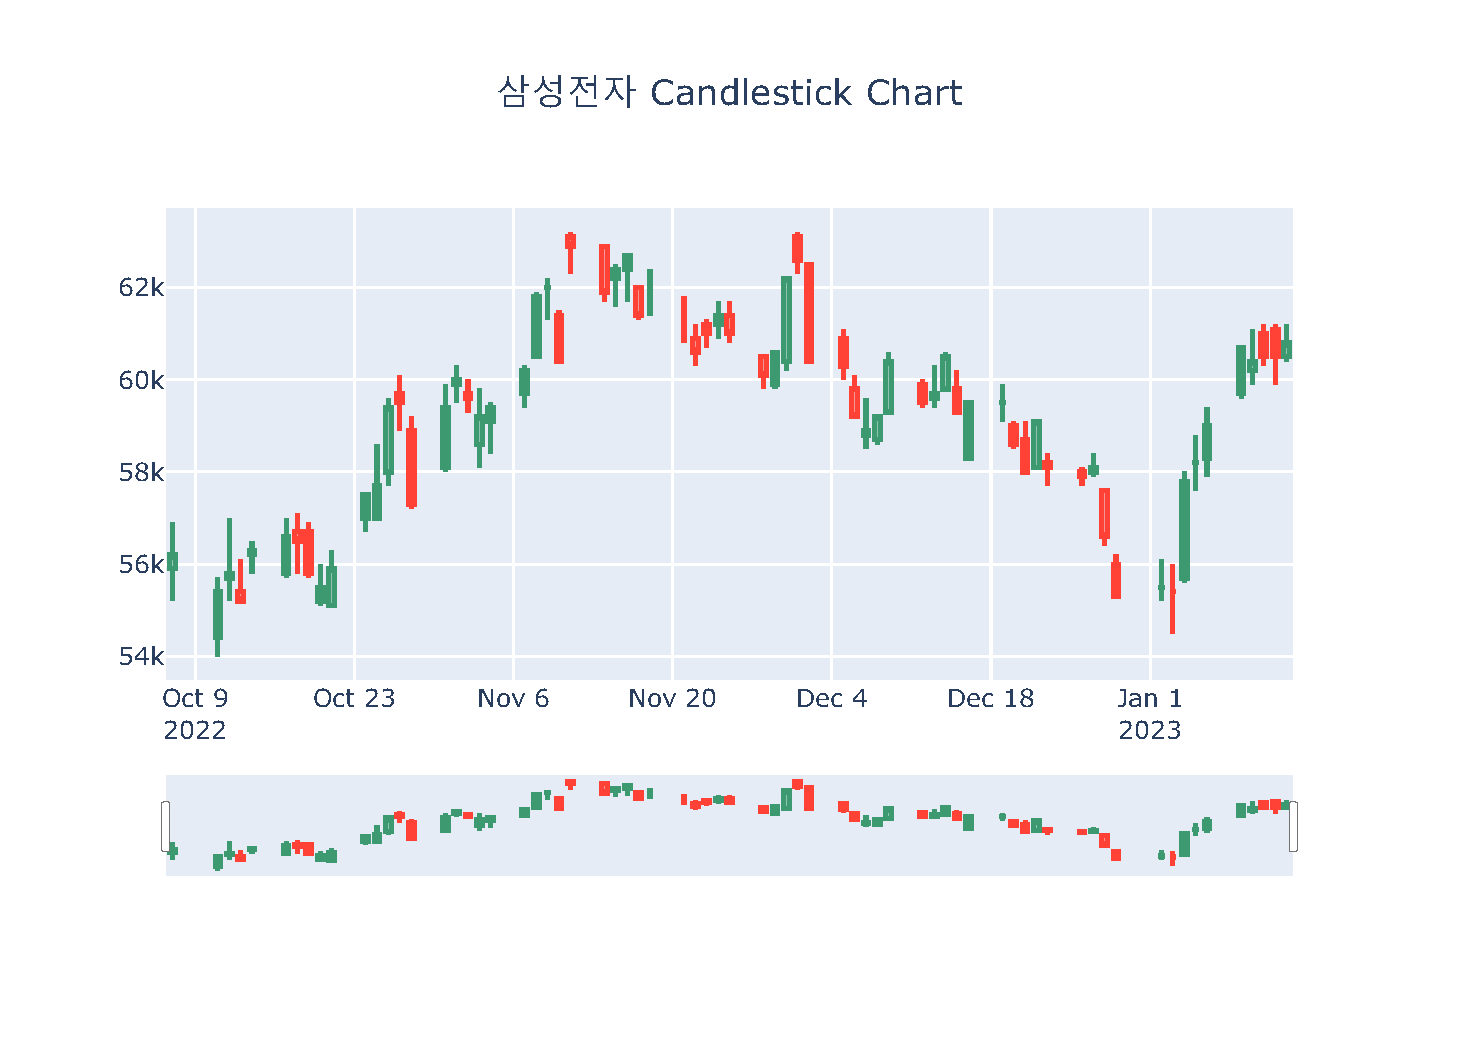 삼성전자 Candlestick Chart
62k
60k
58k
56k
54k
Oct 9 Oct 23 Nov 6 Nov 20 Dec 4 Dec 18 Jan 1
2022 2023